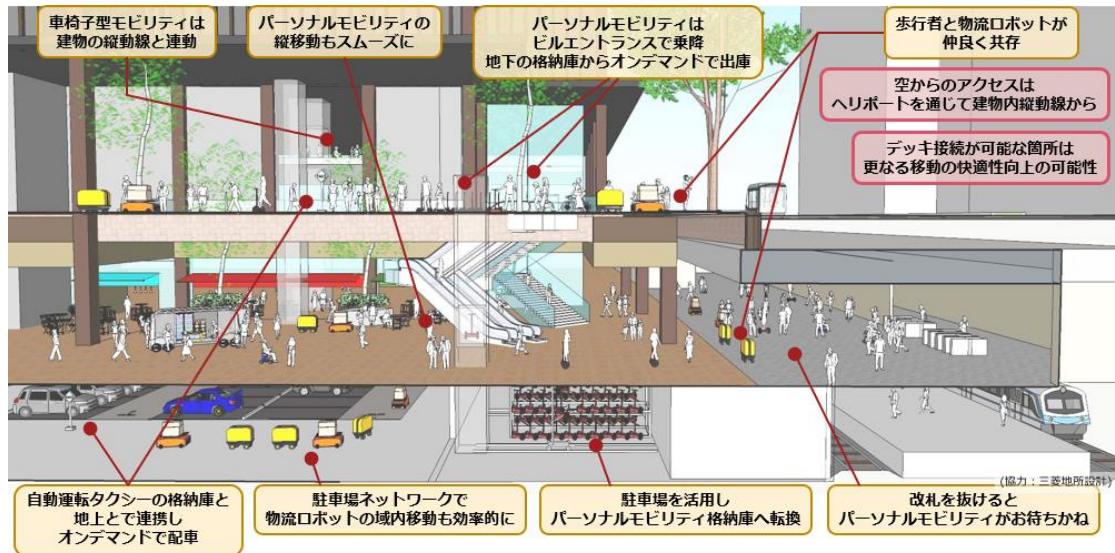 車椅子型モビリティは
建物の縦動線と連動
パーソナルモビリティの
縦移動もスムーズに
パーソナルモビリティは
ビルエントランスで乗降
地下の格納庫からオンデマンドで出庫
歩行者と物流ロボットが
仲良く共存
空からのアクセスは
ヘリポートを通じて建物内縦動線から
デッキ接続が可能な箇所は
更なる移動の快適性向上の可能性
(協力:三菱地所設計)
自動運転タクシーの格納庫と
地上とで連携し
オンデマンドで配車
駐車場ネットワークで
物流ロボットの域内移動も効率的に
駐車場を活用し
パーソナルモビリティ格納庫へ転換
改札を抜けると
パーソナルモビリティがお待ちかね